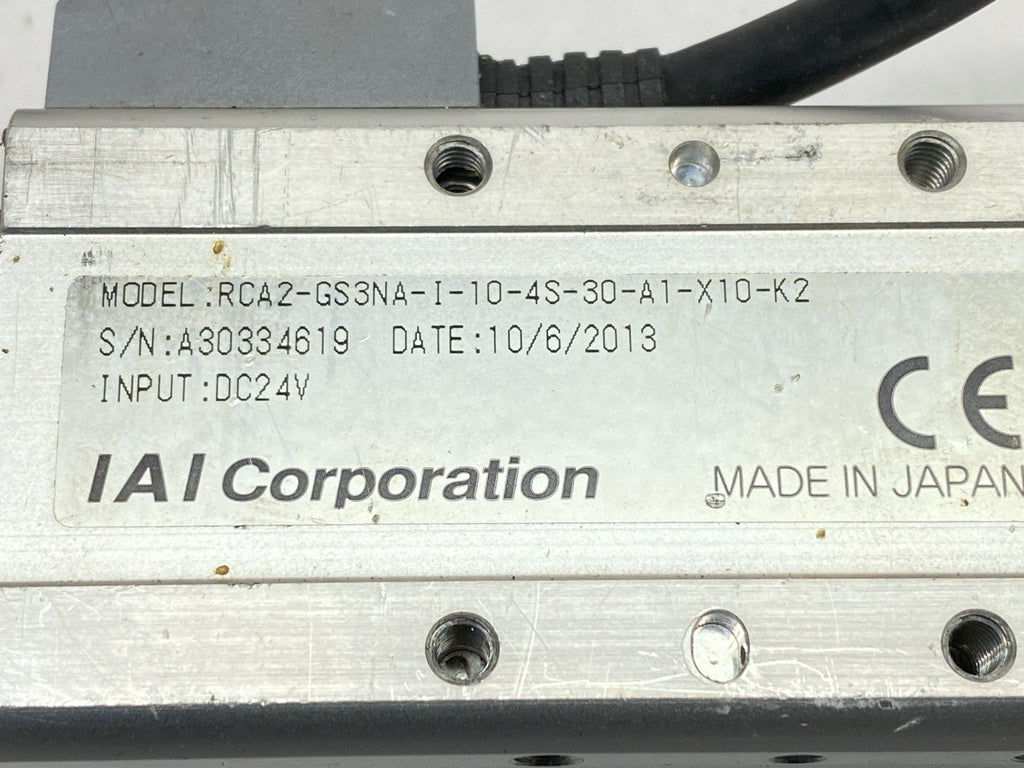 MODEL:RCA2-GS3NA-I-10-4S-30-A1-X10-K2
S/N:A30334619 DATE:10/6/2013
INPUT:DC24V
CE
IAI Corporation
MADE IN JAPAN